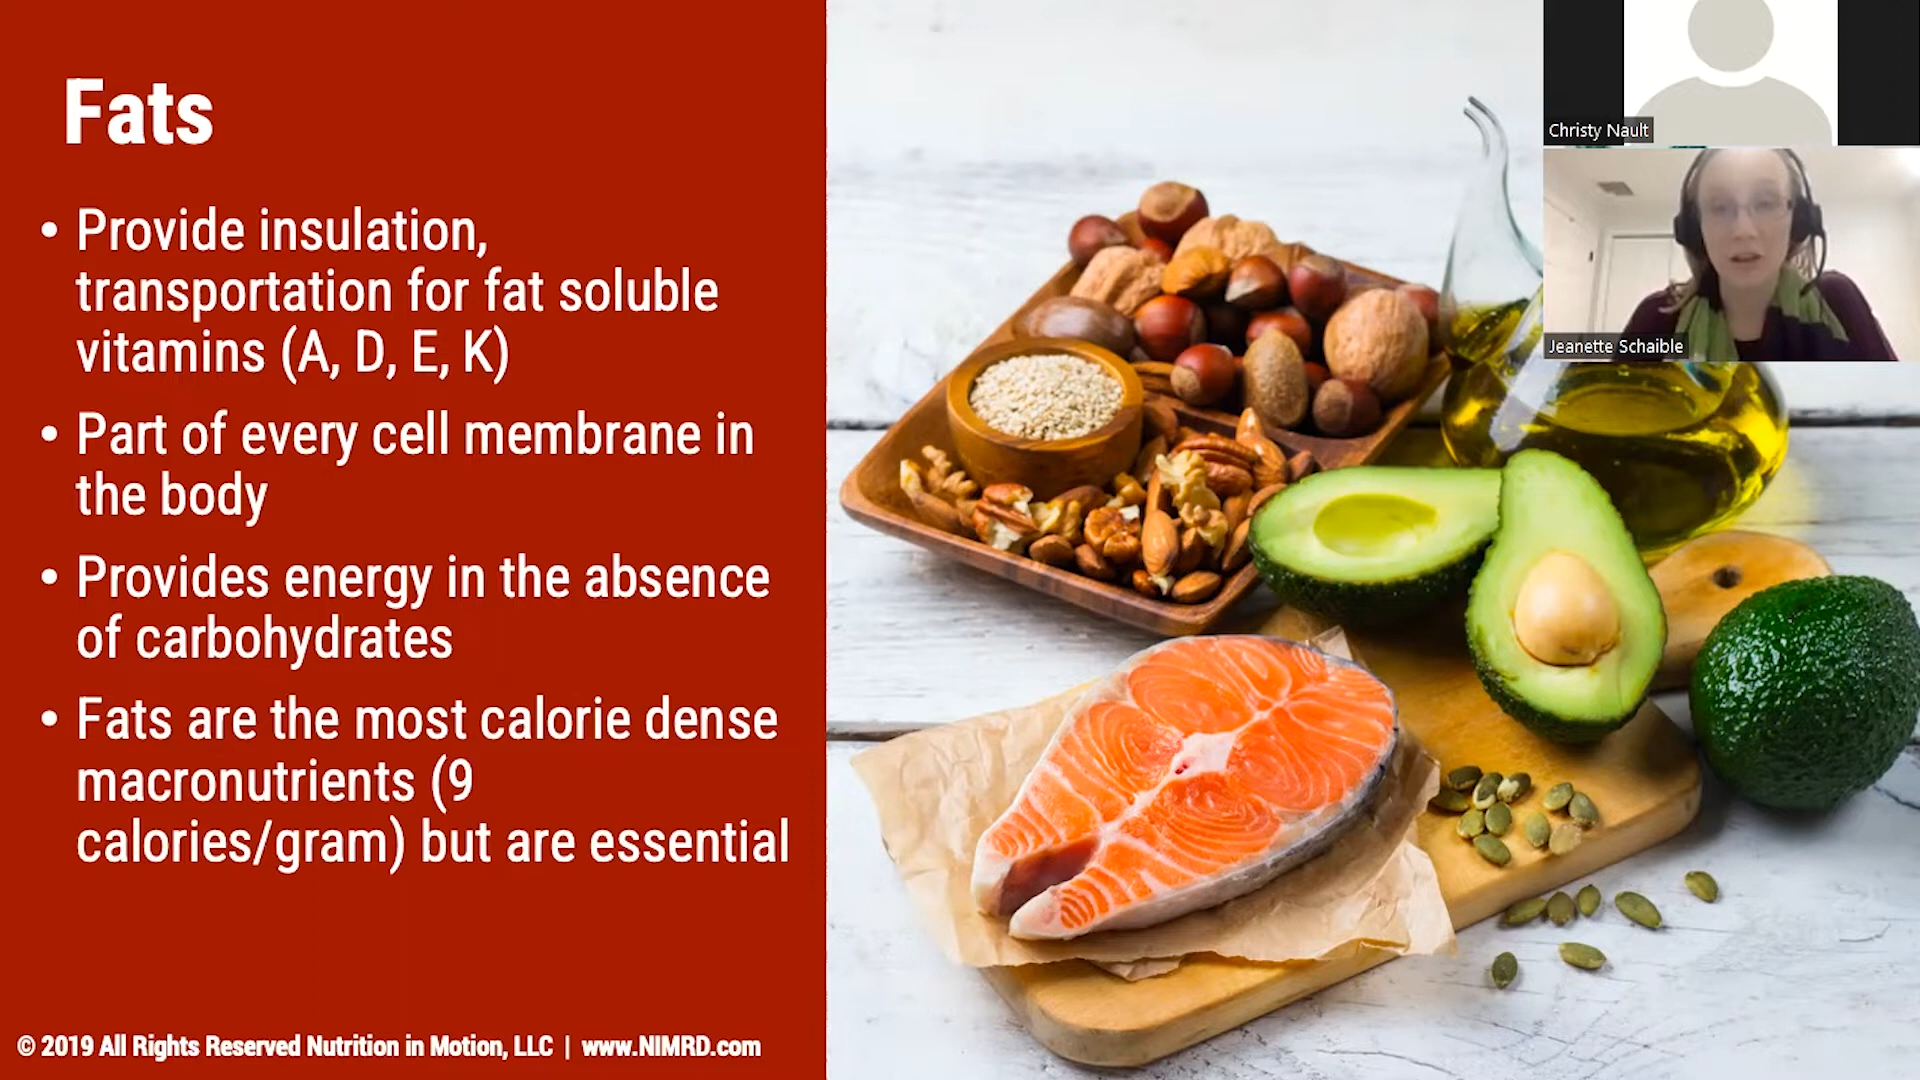 Fats
• Provide insulation,
transportation for fat soluble
vitamins (A, D, E, K)
• Part of every cell membrane in
the body
• Provides energy in the absence
of carbohydrates
• Fats are the most calorie dense
macronutrients (9
calories/gram) but are essential
© 2019 All Rights Reserved Nutrition in Motion, LLC | www.NIMRD.com
Christy Nault
Jeanette Schaible